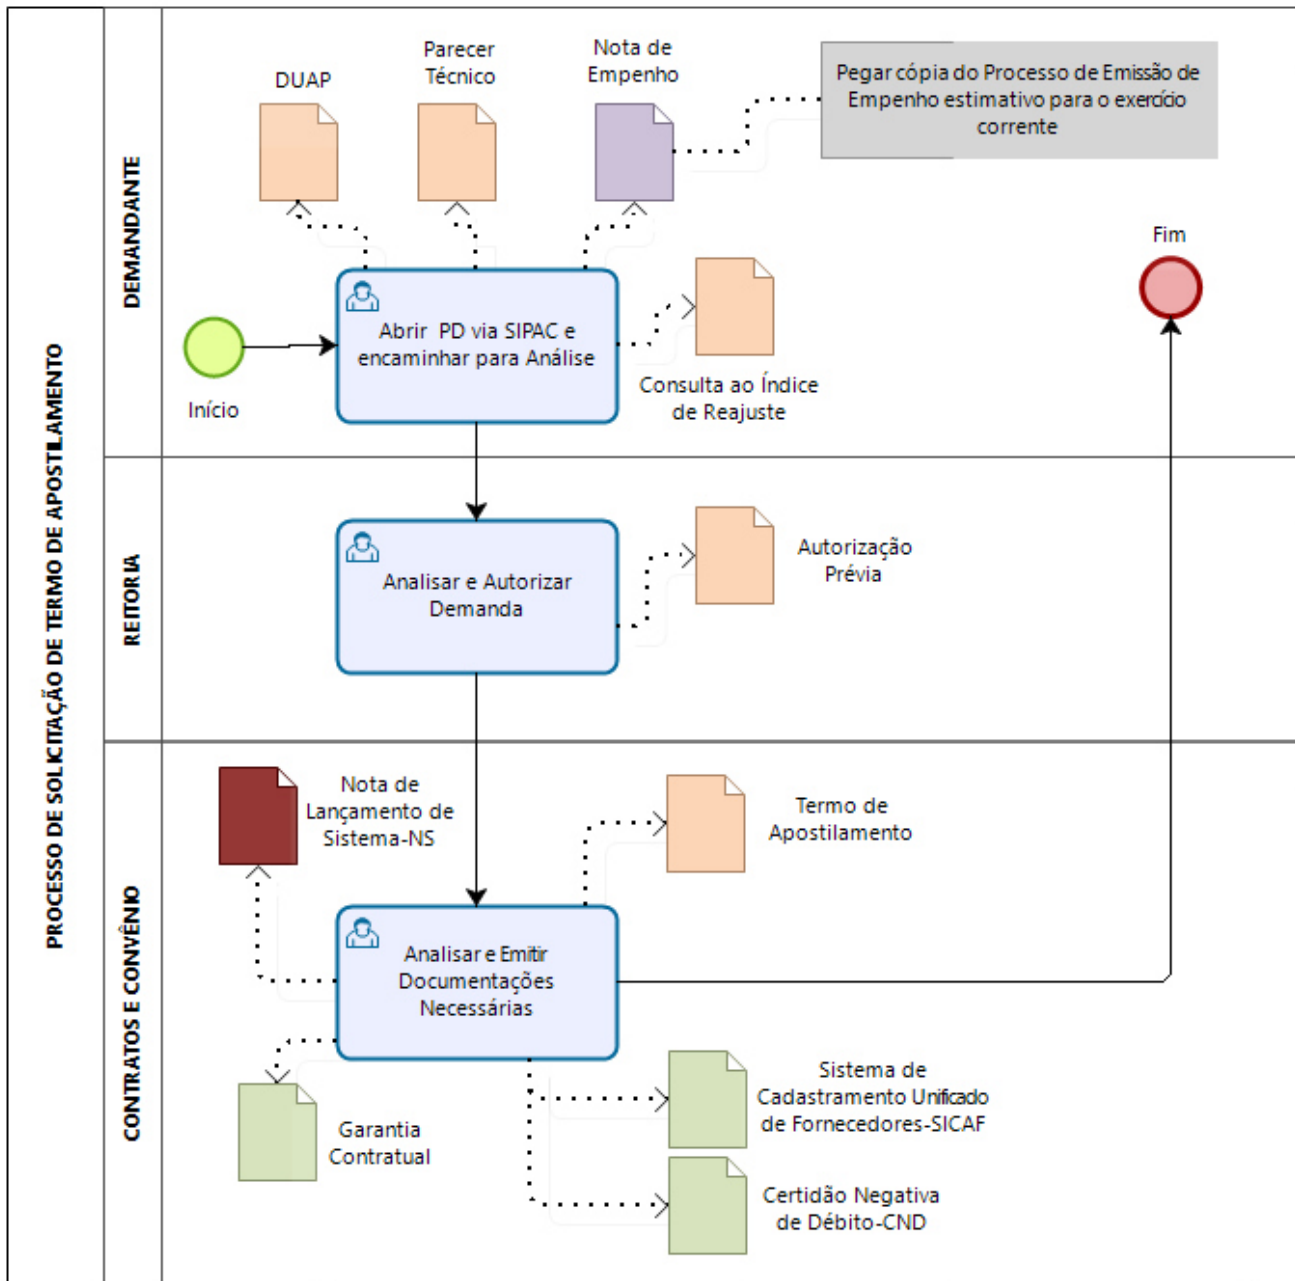 PROCESSO DE SOLICITAÇÃO DE TERMO DE APOSTILAMENTO
DEMANDANTE
DUAP
Parecer
Técnico
Nota de
Empenho
Pegar cópia do Processo de Emissão de
Empenho estimativo para o exercício
corrente
Início
Abrir PD via SIPAC e
encaminhar para Análise
Consulta ao Índice
de Reajuste
Fim
REITORIA
Analisar e Autorizar
Demanda
Autorização
Prévia
CONTRATOS E CONVÊNIO
Nota de
Lançamento de
Sistema-NS
Termo de
Apostilamento
Analisar e Emitir
Documentações
Necessárias
Garantia
Contratual
Sistema de
Cadastramento Unificado
de Fornecedores-SICAF
Certidão Negativa
de Débito-CND